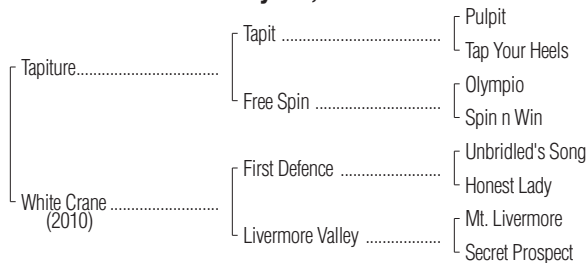 Pulpit
Tapit ..............................
Tap Your Heels
Tapiture...........................
Olympio
Free Spin ........................
Spin n Win
Unbridled's Song
First Defence ...................
Honest Lady
White Crane .....................
(2010)
Mt. Livermore
Livermore Valley ..............
Secret Prospect